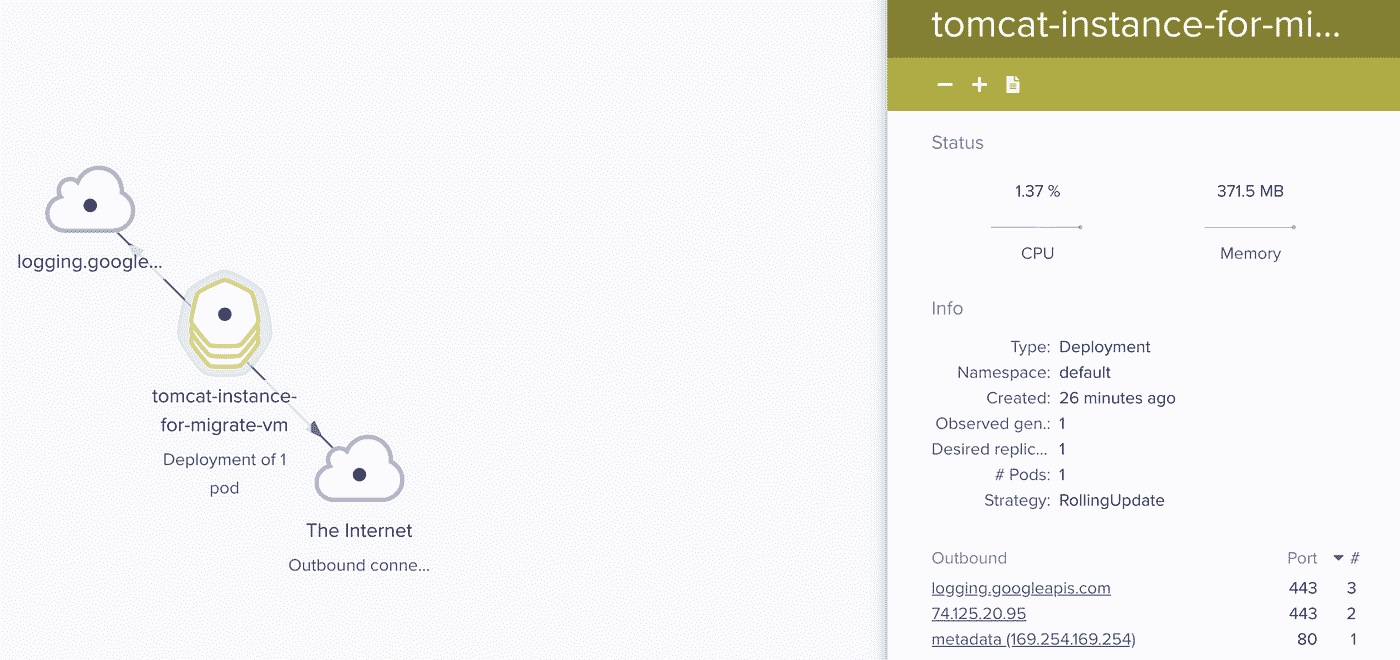 logging.google...
tomcat-instance-
for-migrate-vm
Deployment of 1
pod
The Internet
Outbound conne...
tomcat-instance-for-mi...
Status
1.37 % 371.5 MB
CPU Memory
Info
Type: Deployment
Namespace: default
Created: 26 minutes ago
Observed gen.: 1
Desired replic... 1
# Pods: 1
Strategy: RollingUpdate
Outbound Port #
logging.googleapis.com 443 3
74.125.20.95 443 2
metadata (169.254.169.254) 80 1